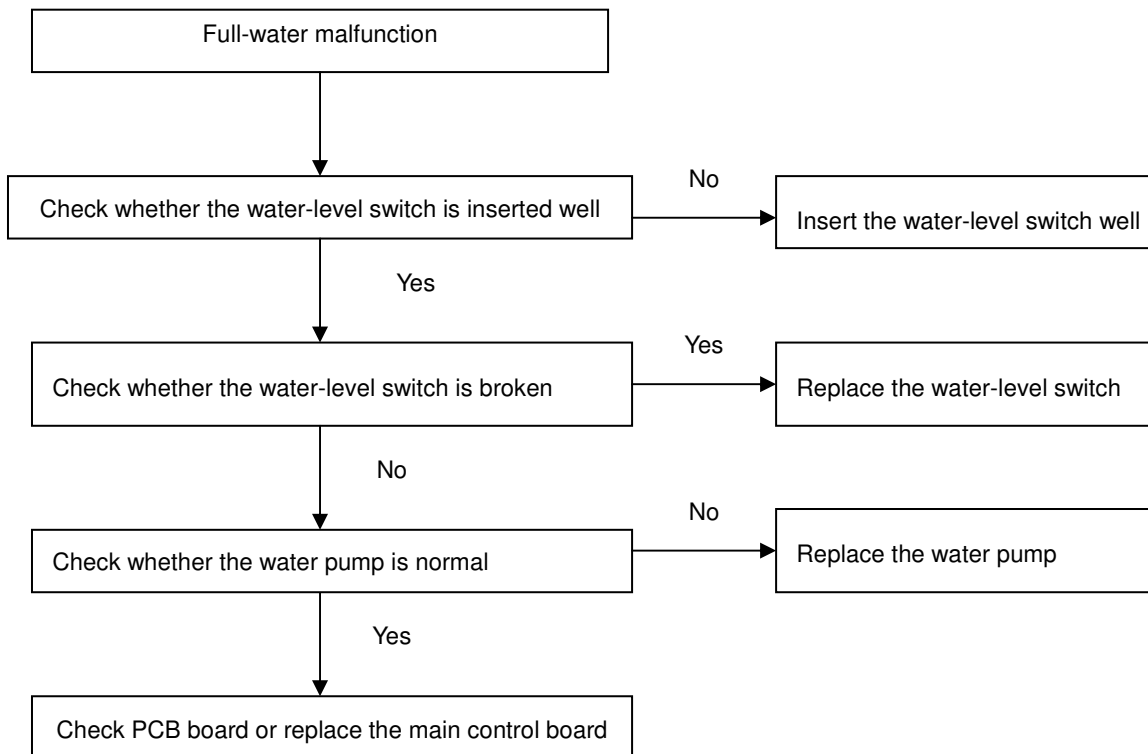 Full-water malfunction
No
Check whether the water-level switch is inserted well
Insert the water-level switch well
Yes
Yes
Check whether the water-level switch is broken
Replace the water-level switch
No
No
Check whether the water pump is normal
Replace the water pump
Yes
Check PCB board or replace the main control board